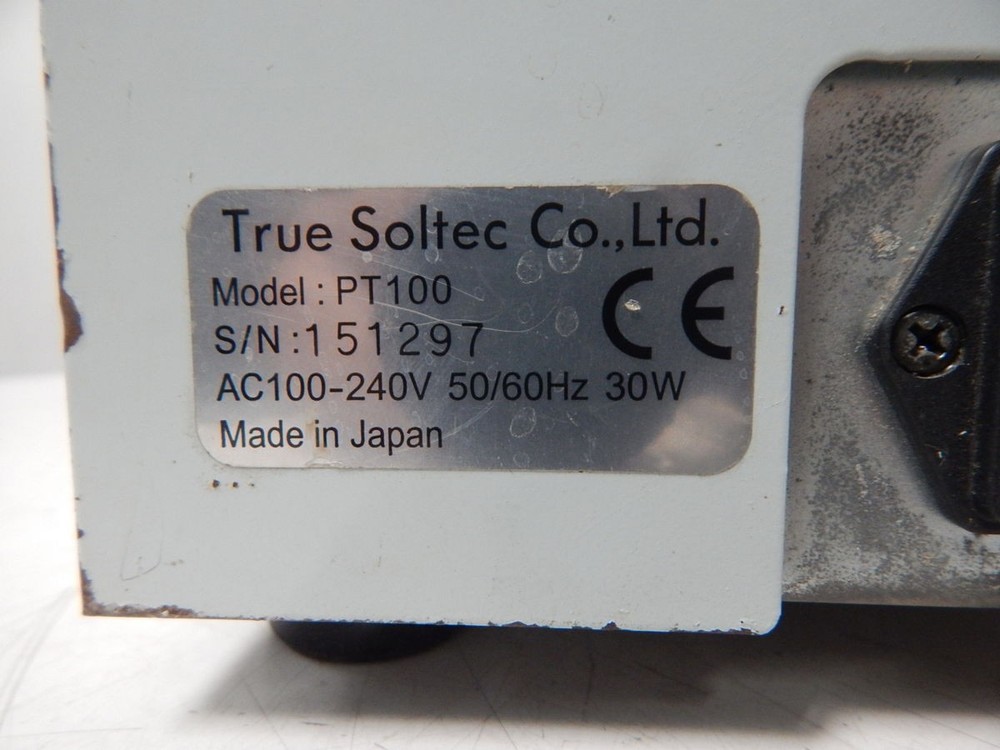 True Soltec Co.,Ltd.
Model : PT100
S/N :151297
CE
AC100-240V 50/60Hz 30W
Made in Japan